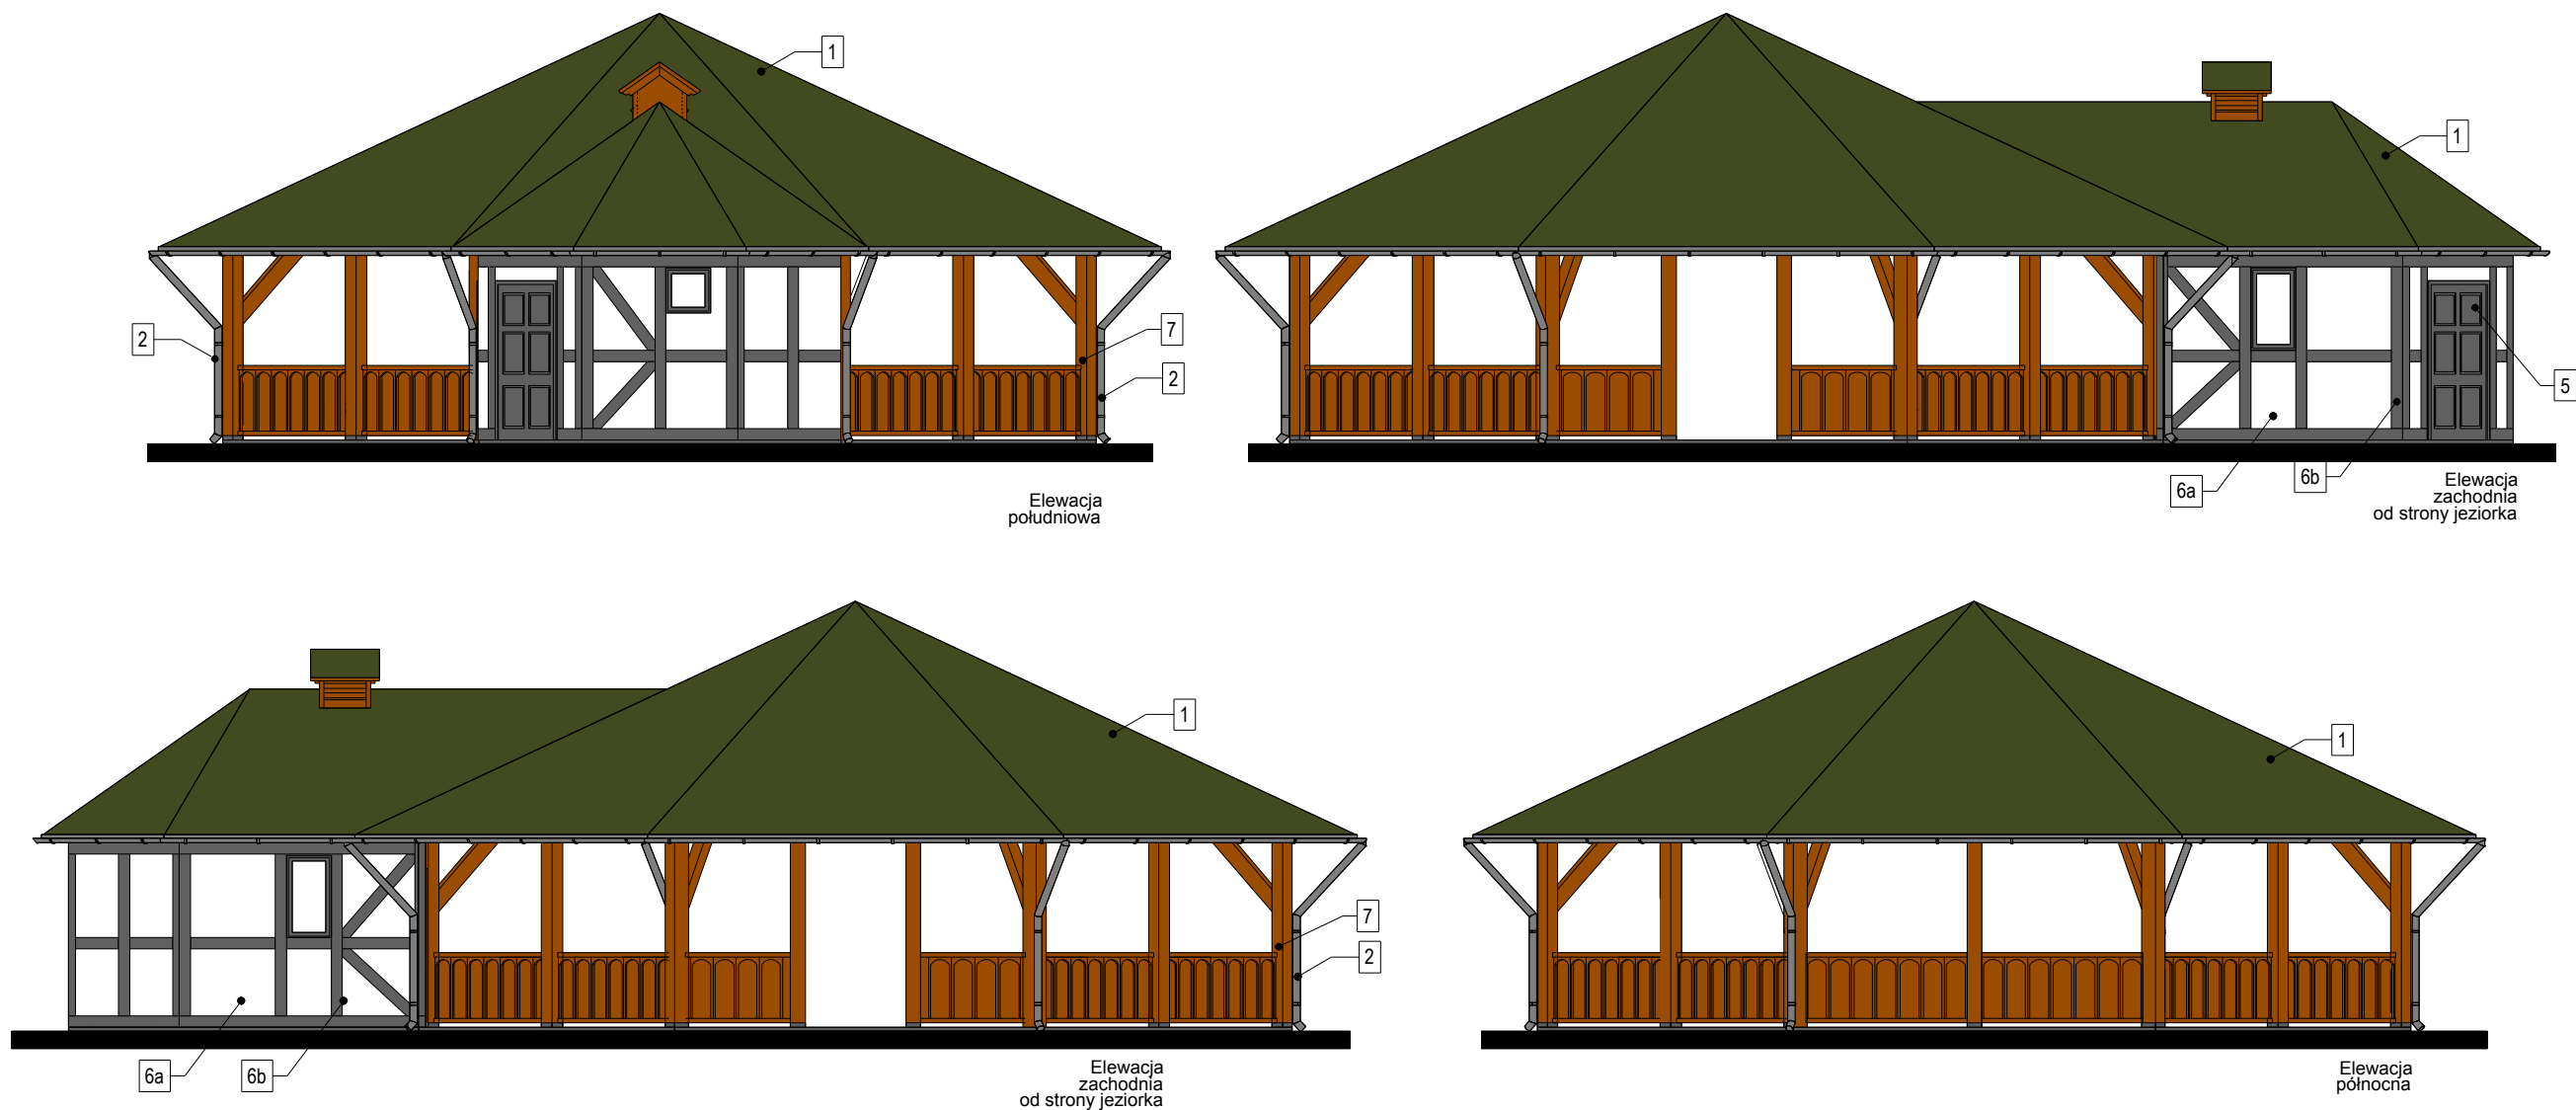 1
2
7
2
Elewacja
południowa
1
5
6a
6b
Elewacja
zachodnia
od strony jeziorka
1
7
2
6a
6b
Elewacja
zachodnia
od strony jeziorka
1
Elewacja
północna